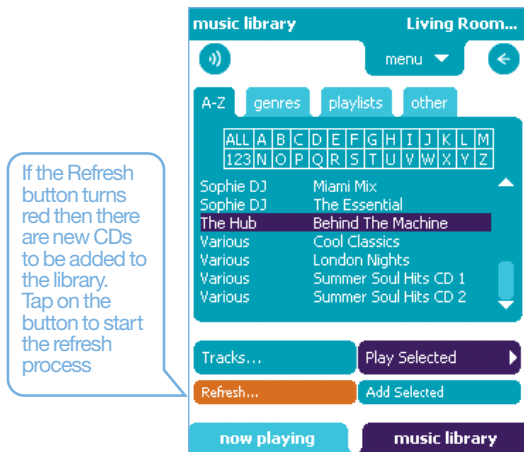 music library Living Room...
menu
A-Z genres playlists other
ALL A B C D E F G H I J K L M
123 N O P Q R S T U V W X Y Z
Sophie DJ Miami Mix
Sophie DJ The Essential
The Hub Behind The Machine
Various Cool Classics
Various London Nights
Various Summer Soul Hits CD 1
Various Summer Soul Hits CD 2
Tracks... Play Selected
Refresh... Add Selected
now playing music library
If the Refresh
button turns
red then there
are new CDs
to be added to
the library.
Tap on the
button to start
the refresh
process